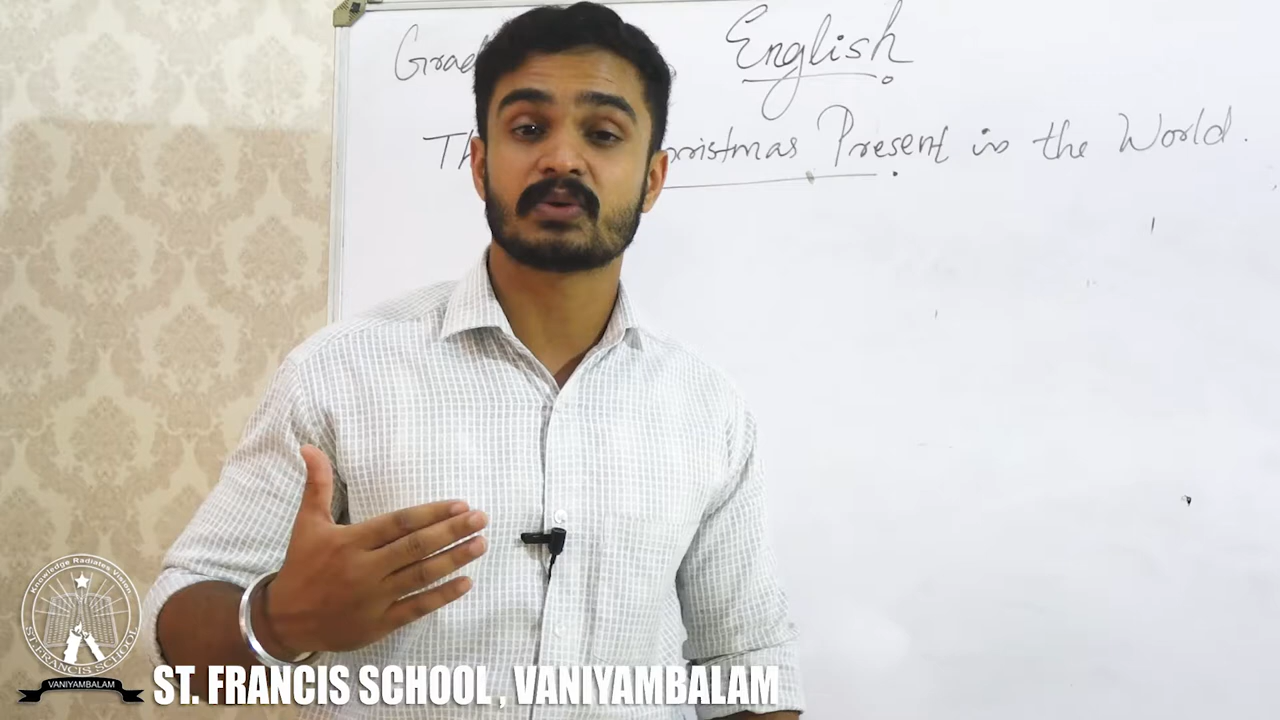 English
Christmas Present in the World.
Knowledge Radiates Vision
ST. FRANCIS SCHOOL
VANIYAMBALAM
ST. FRANCIS SCHOOL , VANIYAMBALAM